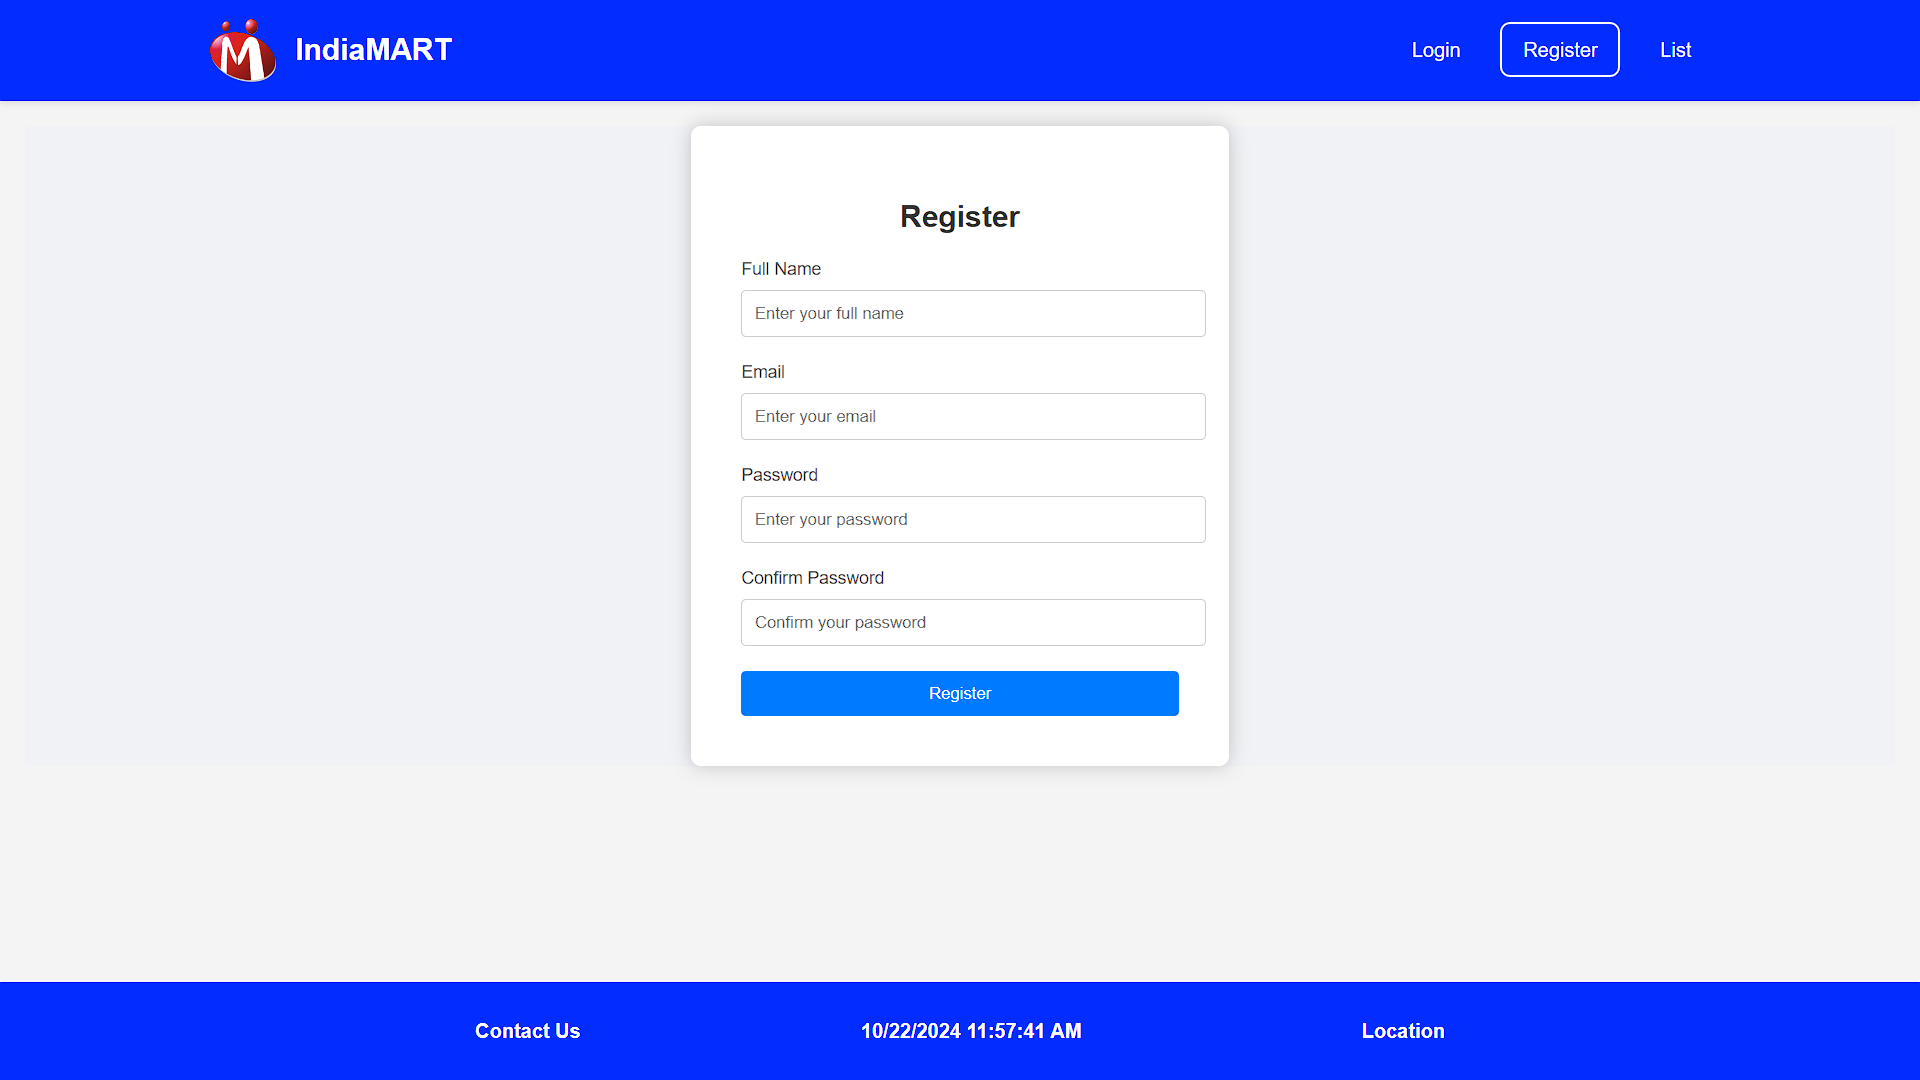 IndiaMART
Login Register List
Register
Full Name
Enter your full name
Email
Enter your email
Password
Enter your password
Confirm Password
Confirm your password
Register
Contact Us 10/22/2024 11:57:41 AM Location